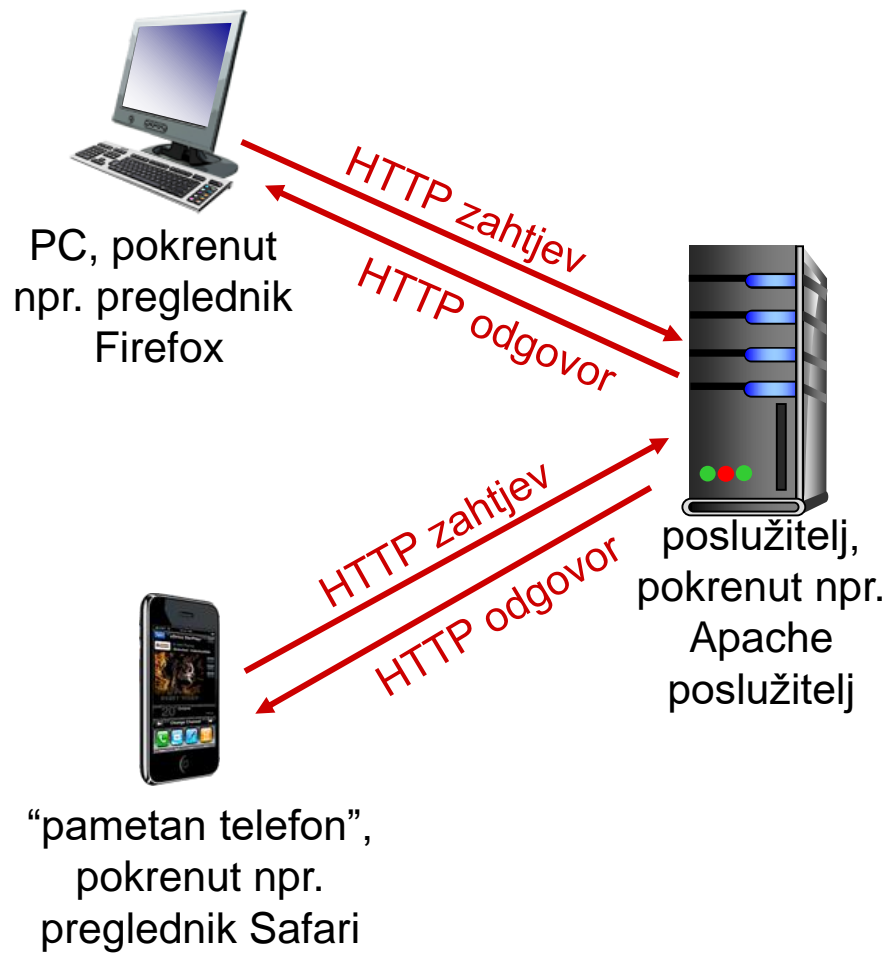 HTTP zahtjev
HTTP odgovor
PC, pokrenut
npr. preglednik
Firefox
HTTP zahtjev
HTTP odgovor
poslužitelj,
pokrenut npr.
Apache
poslužitelj
“pametan telefon”,
pokrenut npr.
preglednik Safari